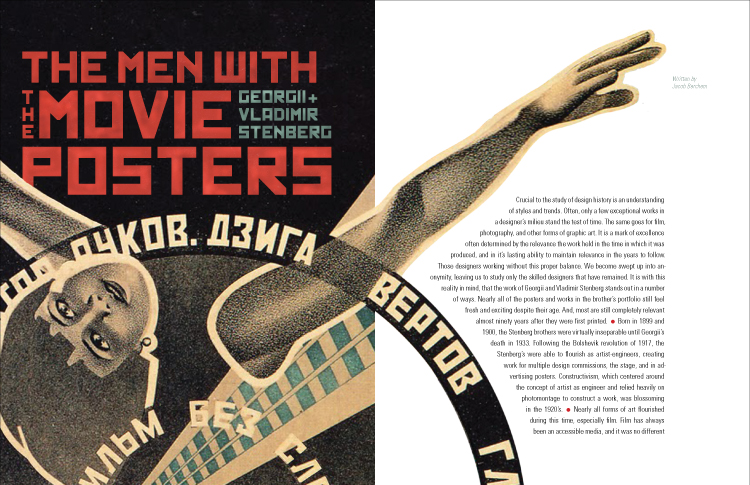 THE MEN WITH
THE
MOVIE
GEORGII +
VLADIMIR
STENBERG
POSTERS
ОЧКОВ. ДЗИГА
ВЕРТОВ
ГЛ
ИЛЬМ БЕЗ СЛ
Written by:
Crucial to the study of design history is an understanding
of styles and trends. Often, only a few exceptional works in
a designer's milieu stand the test of time. The same goes for film,
photography, and other forms of graphic art. It is a mark of excellence
often determined by the relevance the work held in the time in which it was
produced, and in it's lasting ability to maintain relevance in the years to follow.
Those designers working without this proper balance. We become swept up into an-
onymity, leaving us to study only the skilled designers that have remained. It is with this
reality in mind, that the work of Georgii and Vladimir Stenberg stands out in a number
of ways. Nearly all of the posters and works in the brother's portfolio still feel
fresh and exciting despite their age. And, most are still completely relevant
almost ninety years after they were first printed. ● Born in 1899 and
1900, the Stenberg brothers were virtually inseparable until Georgii's
death in 1933. Following the Bolshevik revolution of 1917, the
Stenberg's were able to flourish as artist-engineers, creating
work for multiple design commissions, the stage, and in ad-
vertising posters. Constructivism, which centered around
the concept of artist as engineer and relied heavily on
photomontage to construct a work, was blossoming
in the 1920's. ● Nearly all forms of art flourished
during this time, especially film. Film has always
been an accessible media, and it was no different